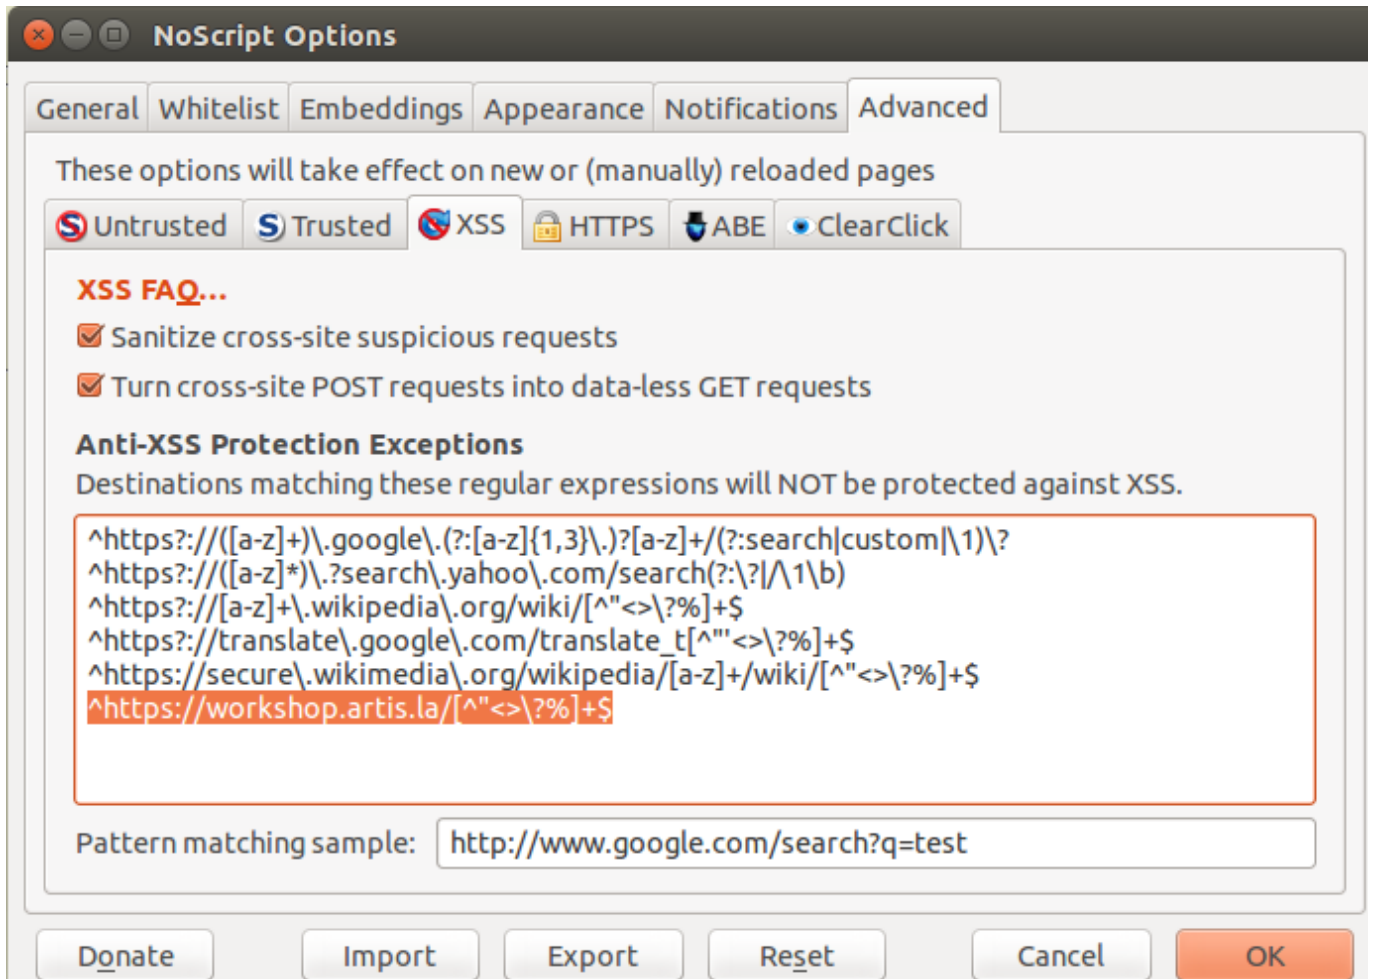 NoScript Options
General Whitelist Embeddings Appearance Notifications Advanced
These options will take effect on new or (manually) reloaded pages
Untrusted Trusted XSS HTTPS ABE ClearClick
XSS FAQ...
Sanitize cross-site suspicious requests
Turn cross-site POST requests into data-less GET requests
Anti-XSS Protection Exceptions
Destinations matching these regular expressions will NOT be protected against XSS.
^https?://([a-z]+)\.google\.(?:[a-z]{1,3}\.)?[a-z]+/(?:search|custom|\1)\?
^https?://([a-z]*)\.?search\.yahoo\.com/search(?:\?|/\1\b)
^https?://[a-z]+\.wikipedia\.org/wiki/[^"<>\?%]+$
^https?://translate\.google\.com/translate_t[^"'<>\?%]+$
^https://secure\.wikimedia\.org/wikipedia/[a-z]+/wiki/[^"<>\?%]+$
^https://workshop.artis.la/[^"<>\?%]+$
Pattern matching sample: http://www.google.com/search?q=test
Donate Import Export Reset Cancel OK